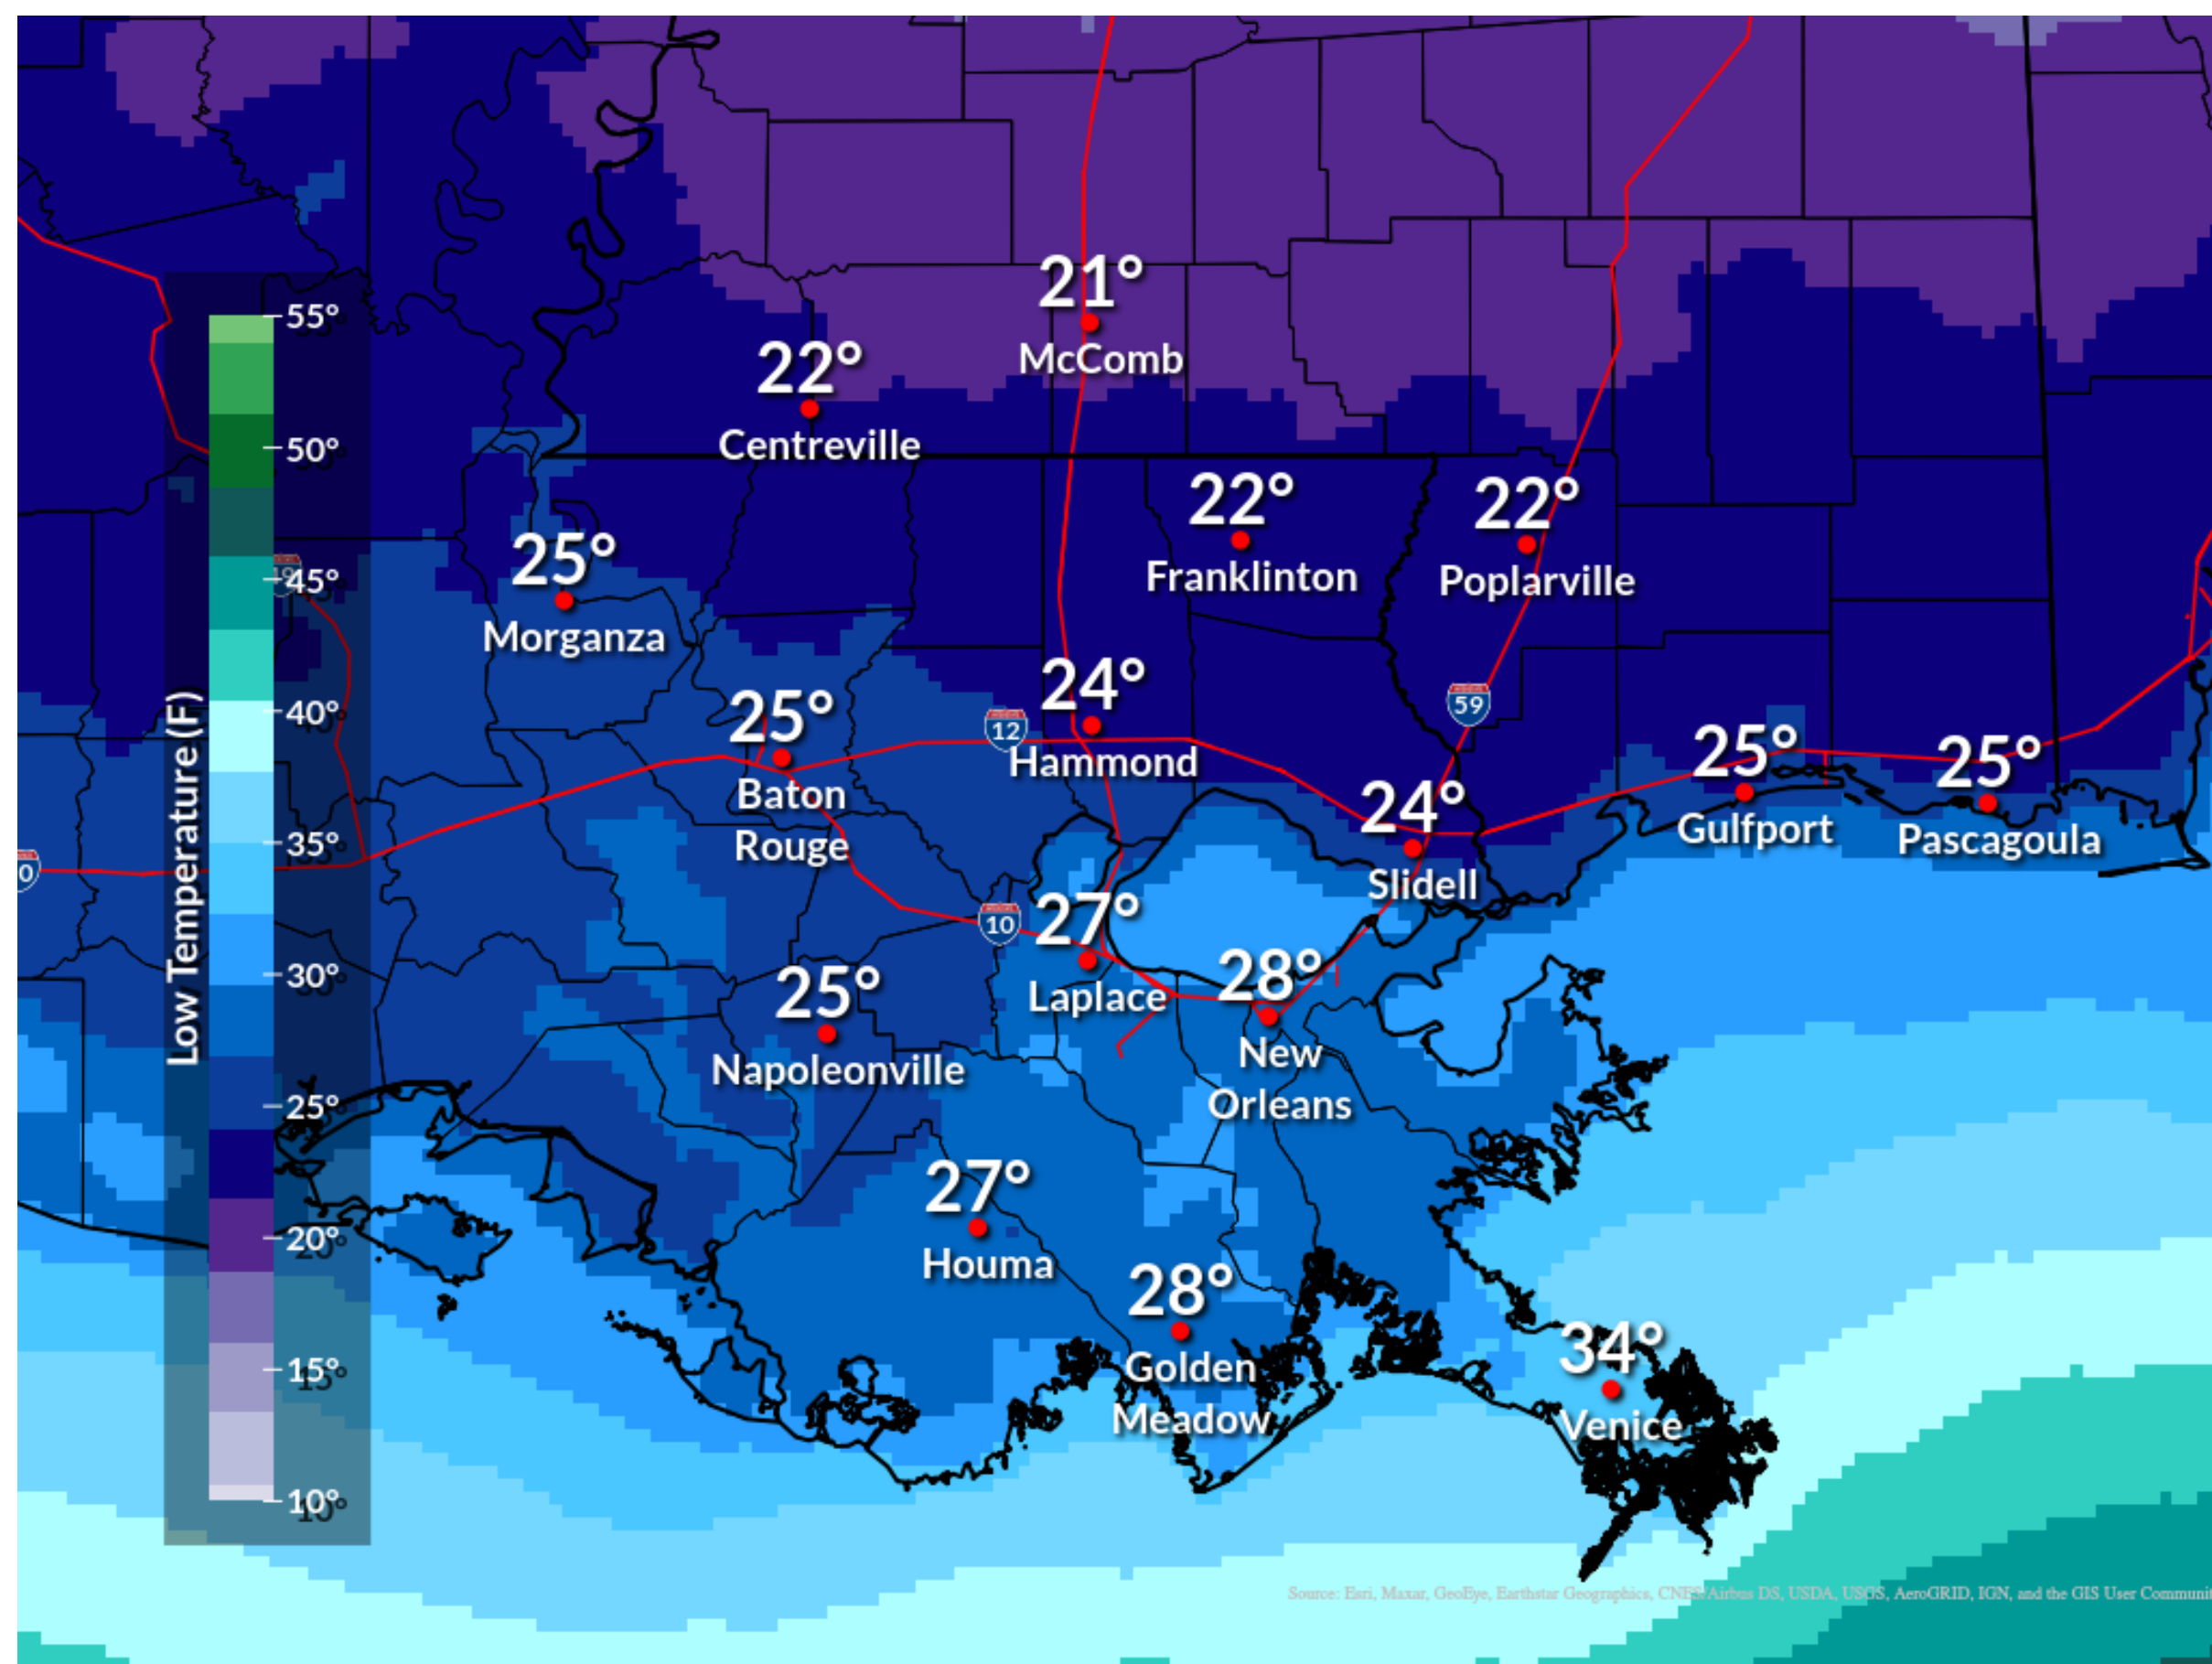 21°
McComb
22°
Centreville
22°
Franklinton
22°
Poplarville
25°
Morganza
24°
Hammond
25°
Baton
Rouge
12
59
25°
Gulfport
25°
Pascagoula
24°
Slidell
27°
Laplace
10
28°
New
Orleans
25°
Napoleonville
27°
Houma
28°
Golden
Meadow
34°
Venice
0
Low Temperature (F)
55°
50°
45°
40°
35°
30°
25°
20°
15°
10°
Source: Esri, Maxar, GeoEye, Earthstar Geographics, CNES/Airbus DS, USDA, USGS, AeroGRID, IGN, and the GIS User Communi